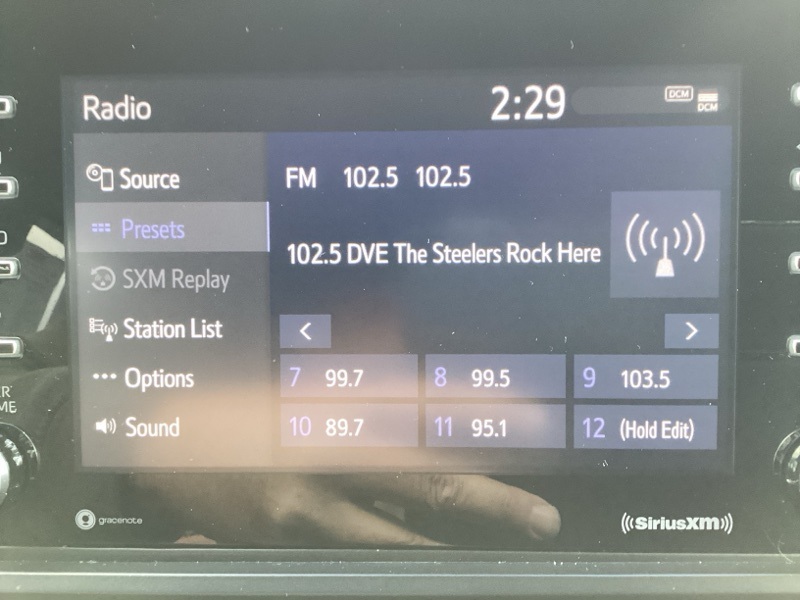 Radio 2:29 DCM DCM
Source
Presets
SXM Replay
Station List
Options
Sound
FM 102.5 102.5
102.5 DVE The Steelers Rock Here
< >
7 99.7 8 99.5 9 103.5
10 89.7 11 95.1 12 (Hold Edit)
gracenote SiriusXM